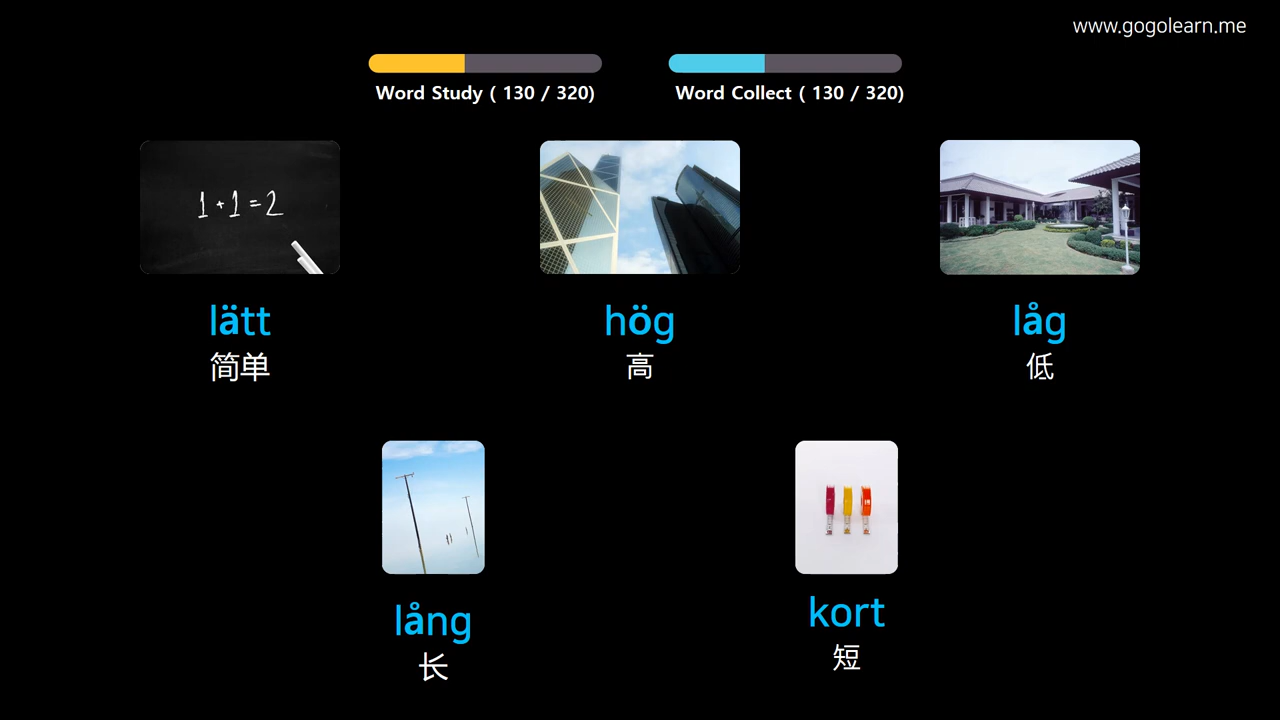 www.gogolearn.me
Word Study ( 130 / 320)
Word Collect ( 130 / 320)
1+1=2
lätt
简单
hög
高
låg
低
lång
长
kort
短